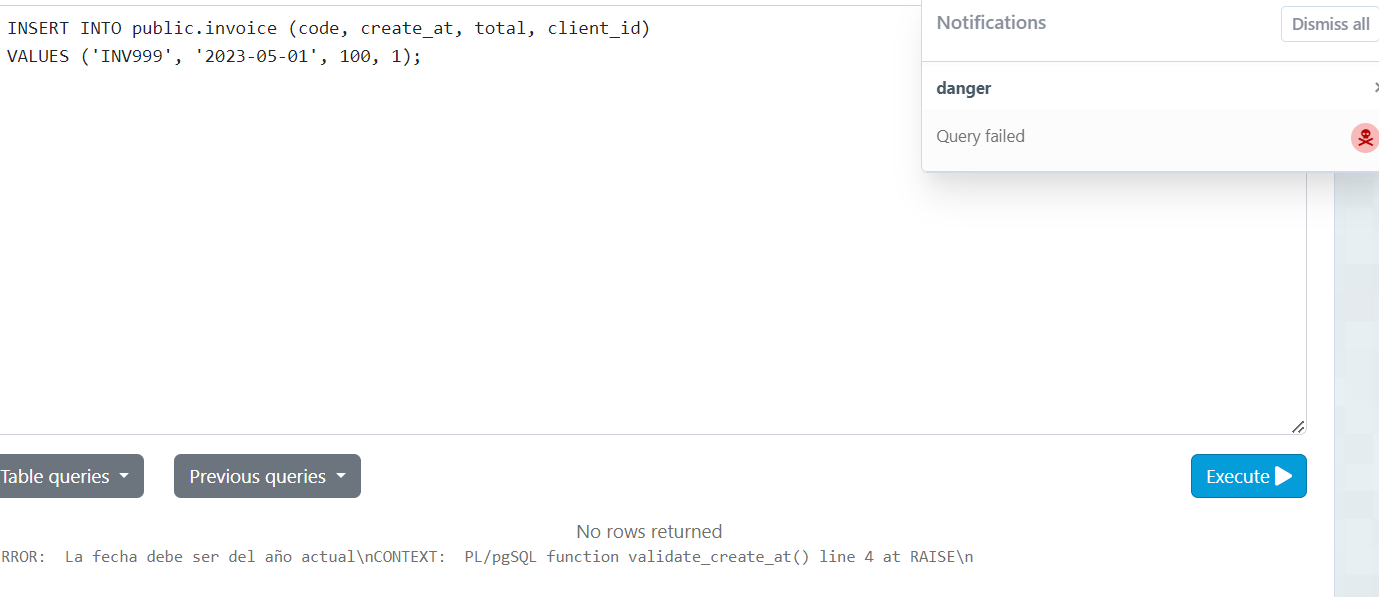 INSERT INTO public.invoice (code, create_at, total, client_id)
VALUES ('INV999', '2023-05-01', 100, 1);
Notifications
Dismiss all
danger
Query failed
Table queries
Previous queries
Execute
No rows returned
RROR:  La fecha debe ser del año actual\nCONTEXT:  PL/pgSQL function validate_create_at() line 4 at RAISE\n